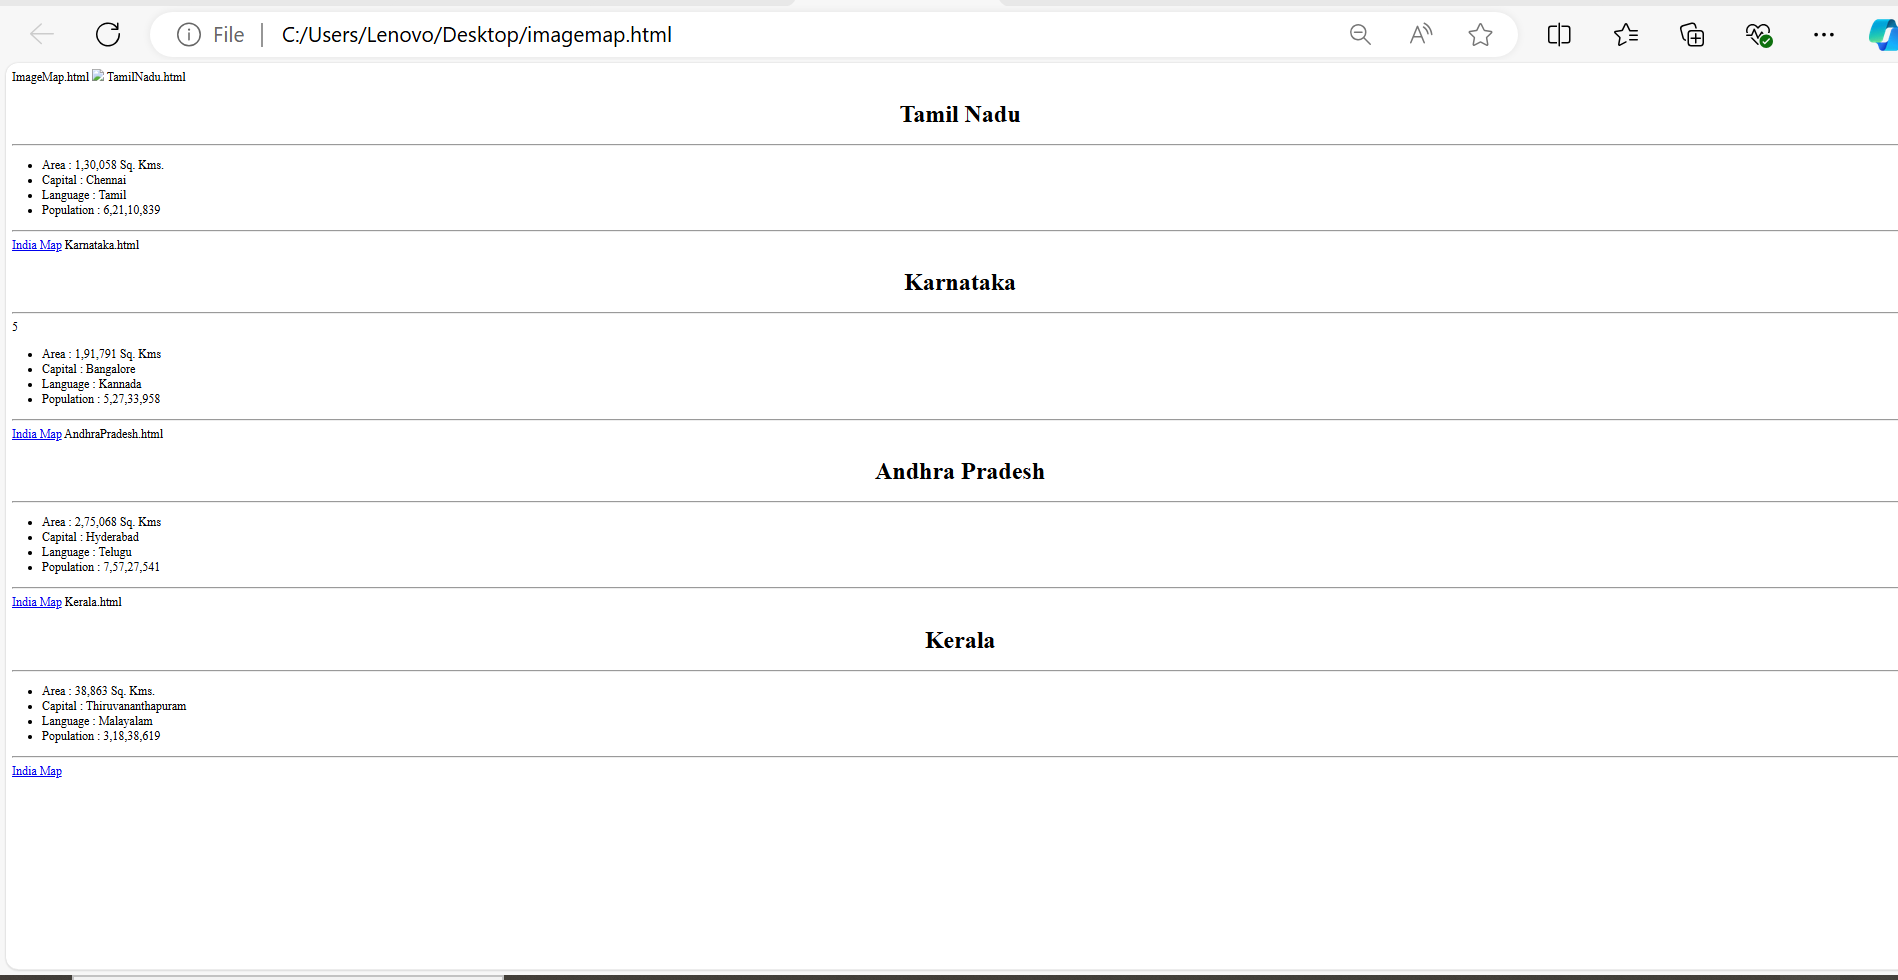 File | C:/Users/Lenovo/Desktop/imagemap.html
ImageMap.html TamilNadu.html
Tamil Nadu
• Area : 1,30,058 Sq. Kms.
• Capital : Chennai
• Language : Tamil
• Population : 6,21,10,839
India Map Karnataka.html
Karnataka
5
• Area : 1,91,791 Sq. Kms
• Capital : Bangalore
• Language : Kannada
• Population : 5,27,33,958
India Map AndhraPradesh.html
Andhra Pradesh
• Area : 2,75,068 Sq. Kms
• Capital : Hyderabad
• Language : Telugu
• Population : 7,57,27,541
India Map Kerala.html
Kerala
• Area : 38,863 Sq. Kms.
• Capital : Thiruvananthapuram
• Language : Malayalam
• Population : 3,18,38,619
India Map